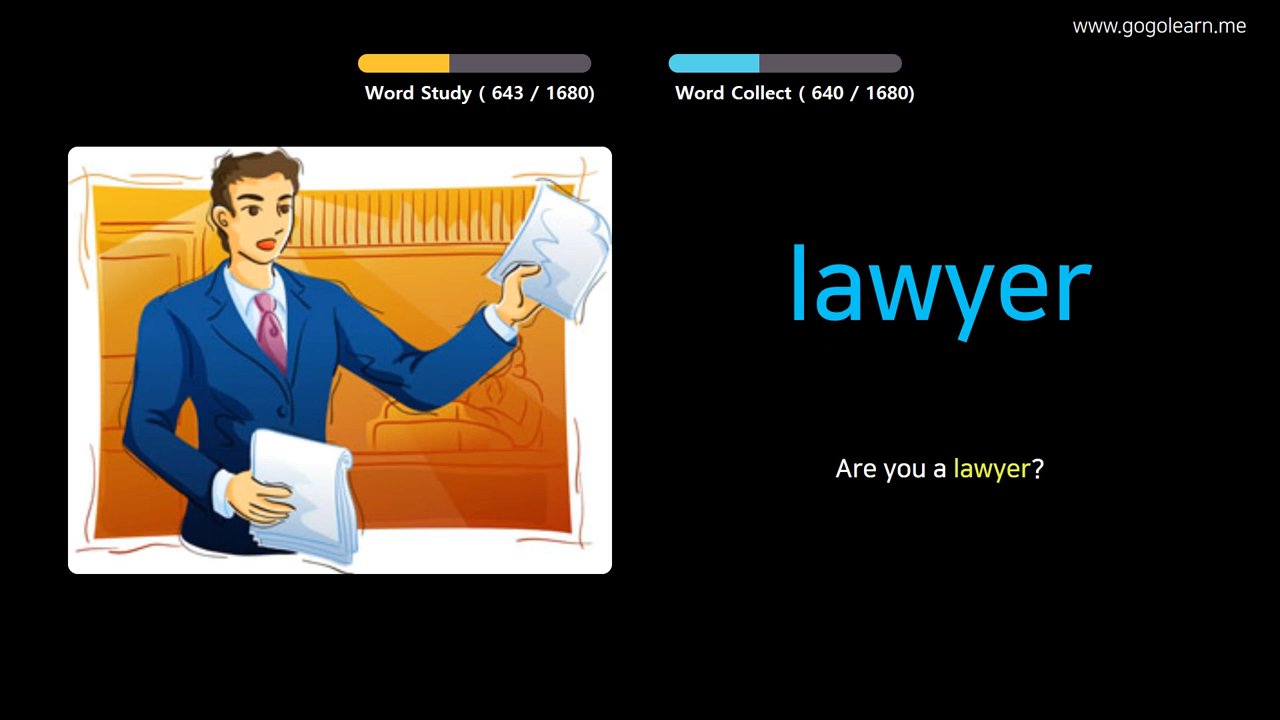 www.gogolearn.me
Word Study ( 643 / 1680)
Word Collect ( 640 / 1680)
lawyer
Are you a lawyer?